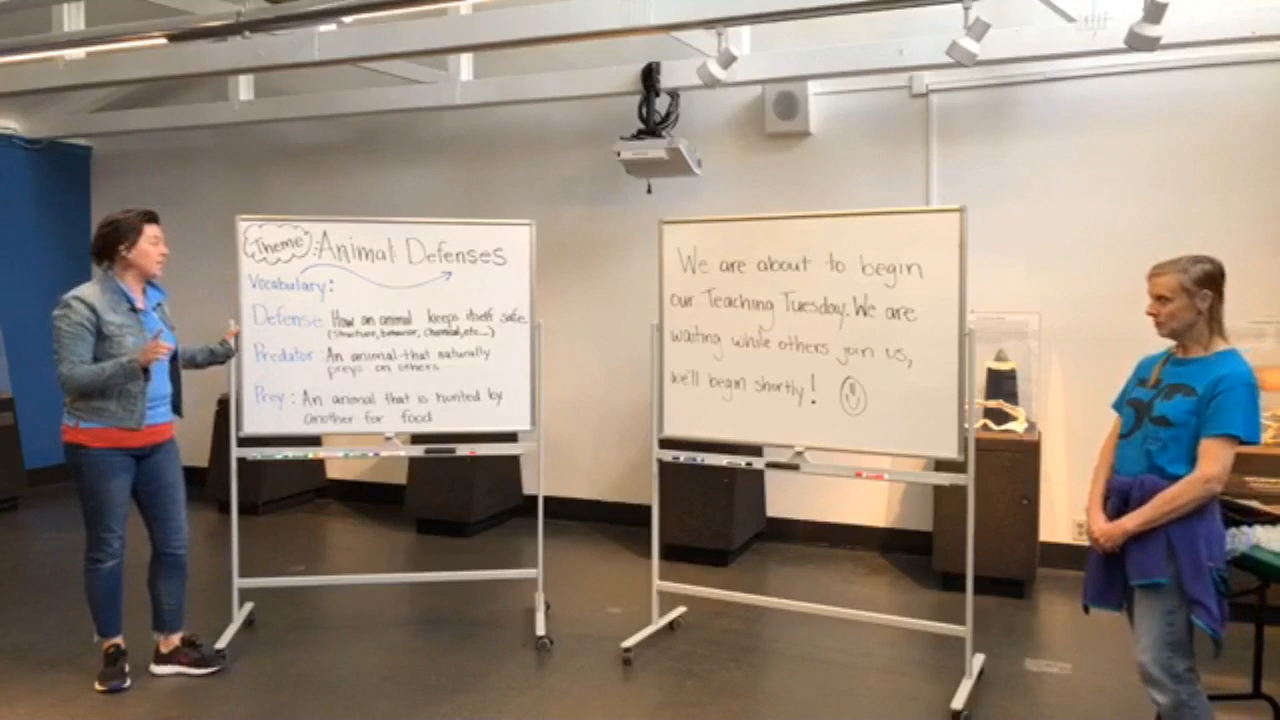 Theme: Animal Defenses
Vocabulary:
Defense: How an animal keeps itself safe
(structure, behavior, chemical, etc...)
Predator: An animal that naturally
preys on others
Prey: An animal that is hunted by
another for food
We are about to begin
our Teaching Tuesday. We are
waiting while others join us,
we'll begin shortly!